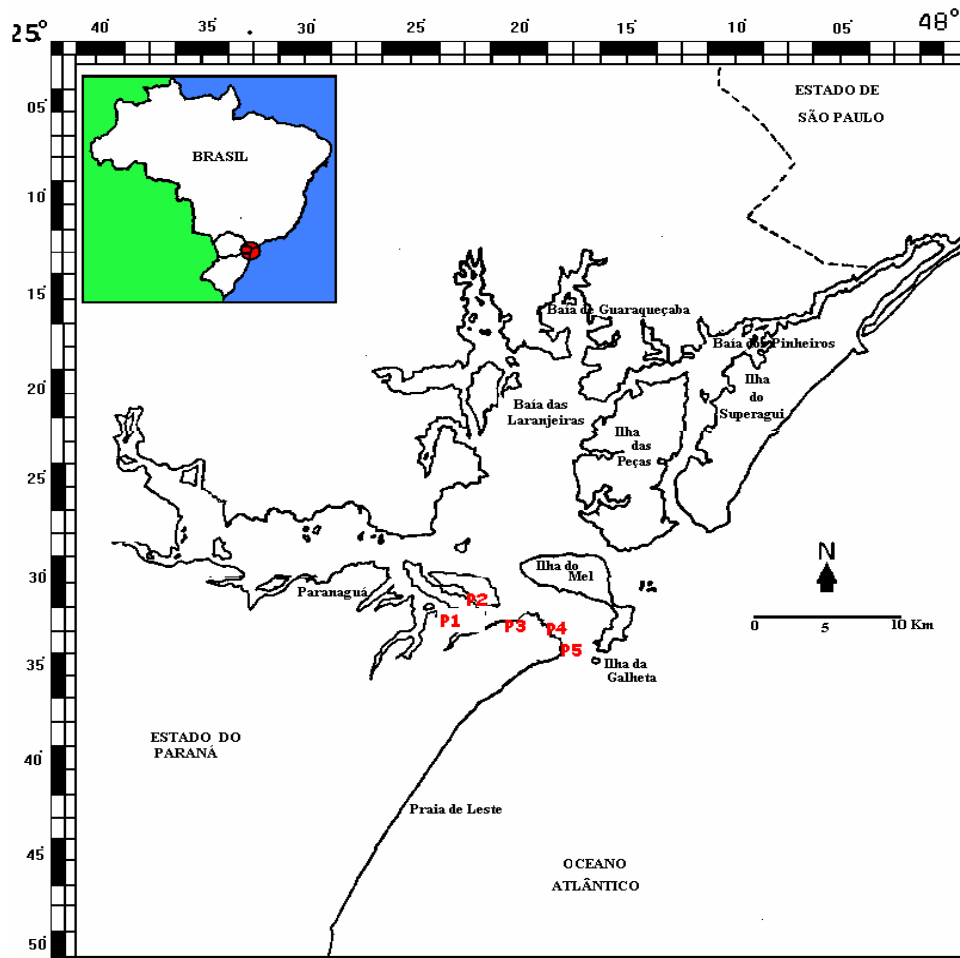 25°
40'
35
30
25
20
15
10
05
48°
05'
10'
15'
20'
25'
30'
35'
40'
45'
50'
BRASIL
ESTADO DE
SÃO PAULO
Baía de Guaraqueçaba
Baía dos Pinheiros
Ilha
do
Superagui
Baía das
Laranjeiras
Ilha
das
Peças
Ilha do
Mel
Paranaguá
P1
P2
P3
P4
P5
Ilha da
Galheta
N
0 5 10 Km
ESTADO DO
PARANÁ
Praia de Leste
OCEANO
ATLÂNTICO